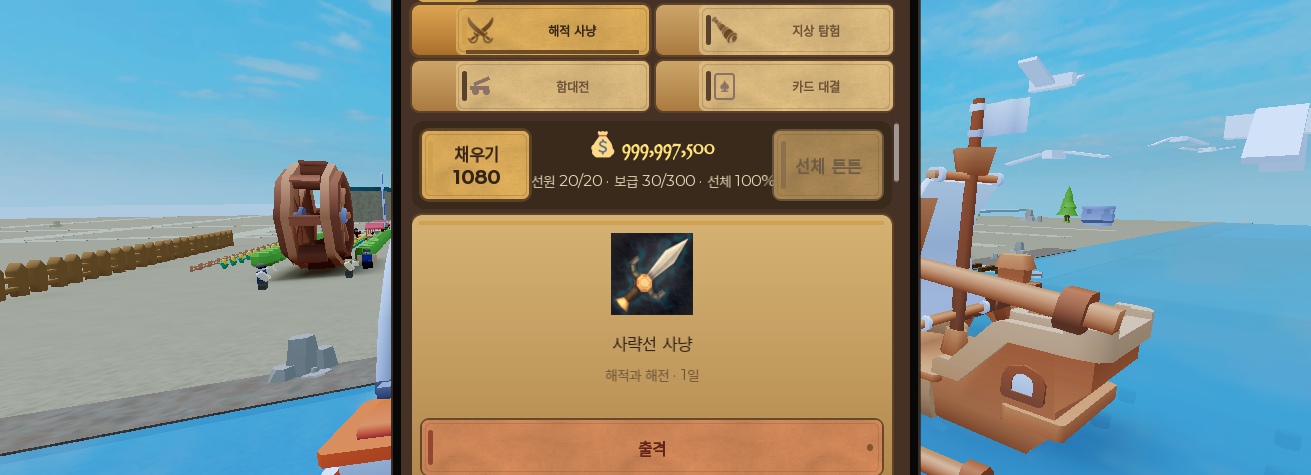 해적 사냥
지상 탐험
함대전
카드 대결
채우기
1080
999,997,500
선원 20/20 · 보급 30/300 · 선체 100%
선체 튼튼
사략선 사냥
해적과 해전 · 1일
출격